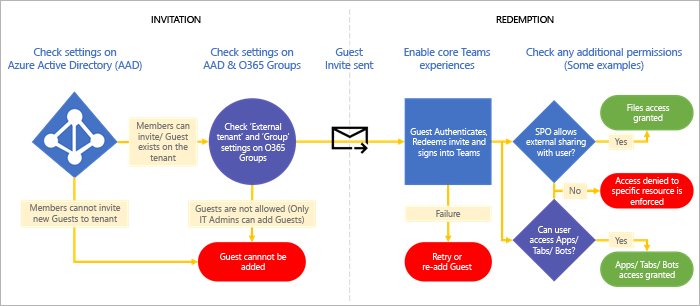 INVITATION
REDEMPTION
Check settings on
Azure Active Directory (AAD)
Check settings on
AAD & O365 Groups
Guest
Invite sent
Enable core Teams
experiences
Check any additional permissions
(Some examples)
Members can
invite/ Guest
exists on the
tenant
Check 'External
tenant' and 'Group'
settings on O365
Groups
Guest Authenticates,
Redeems invite and
signs into Teams
SPO allows
external sharing
with user?
Yes
Files access
granted
No
Access denied to
specific resource is
enforced
Members cannot invite
new Guests to tenant
Guests are not allowed (Only
IT Admins can add Guests)
Failure
Can user
access Apps/
Tabs/ Bots?
Yes
Guest cannnot be
added
Retry or
re-add Guest
Apps/ Tabs/ Bots
access granted